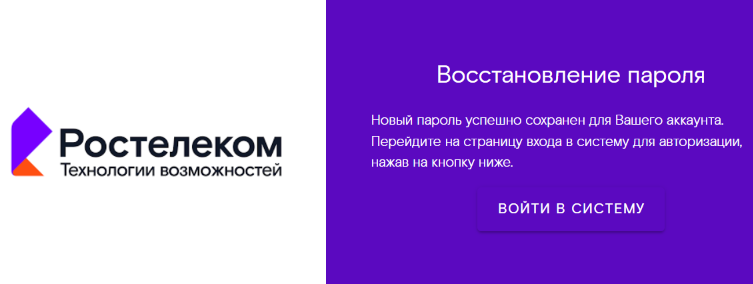 Ростелеком
Технологии возможностей
Восстановление пароля
Новый пароль успешно сохранен для Вашего аккаунта.
Перейдите на страницу входа в систему для авторизации,
нажав на кнопку ниже.
ВОЙТИ В СИСТЕМУ